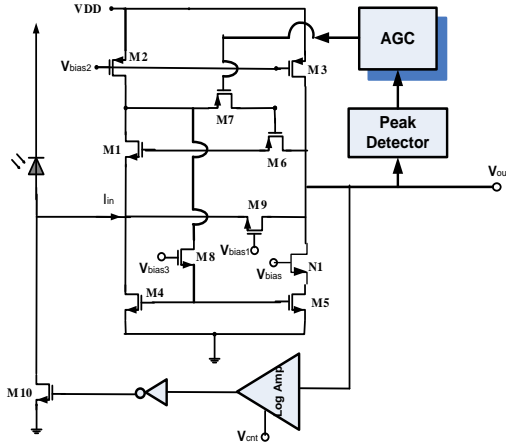 VDD
M2
Vbias2
M3
AGC
M7
M1
M6
Peak
Detector
Vou
Iin
M9
Vbias1
M8
Vbias3
Vbias
N1
M4
M5
M10
Log Amp
Vcnt